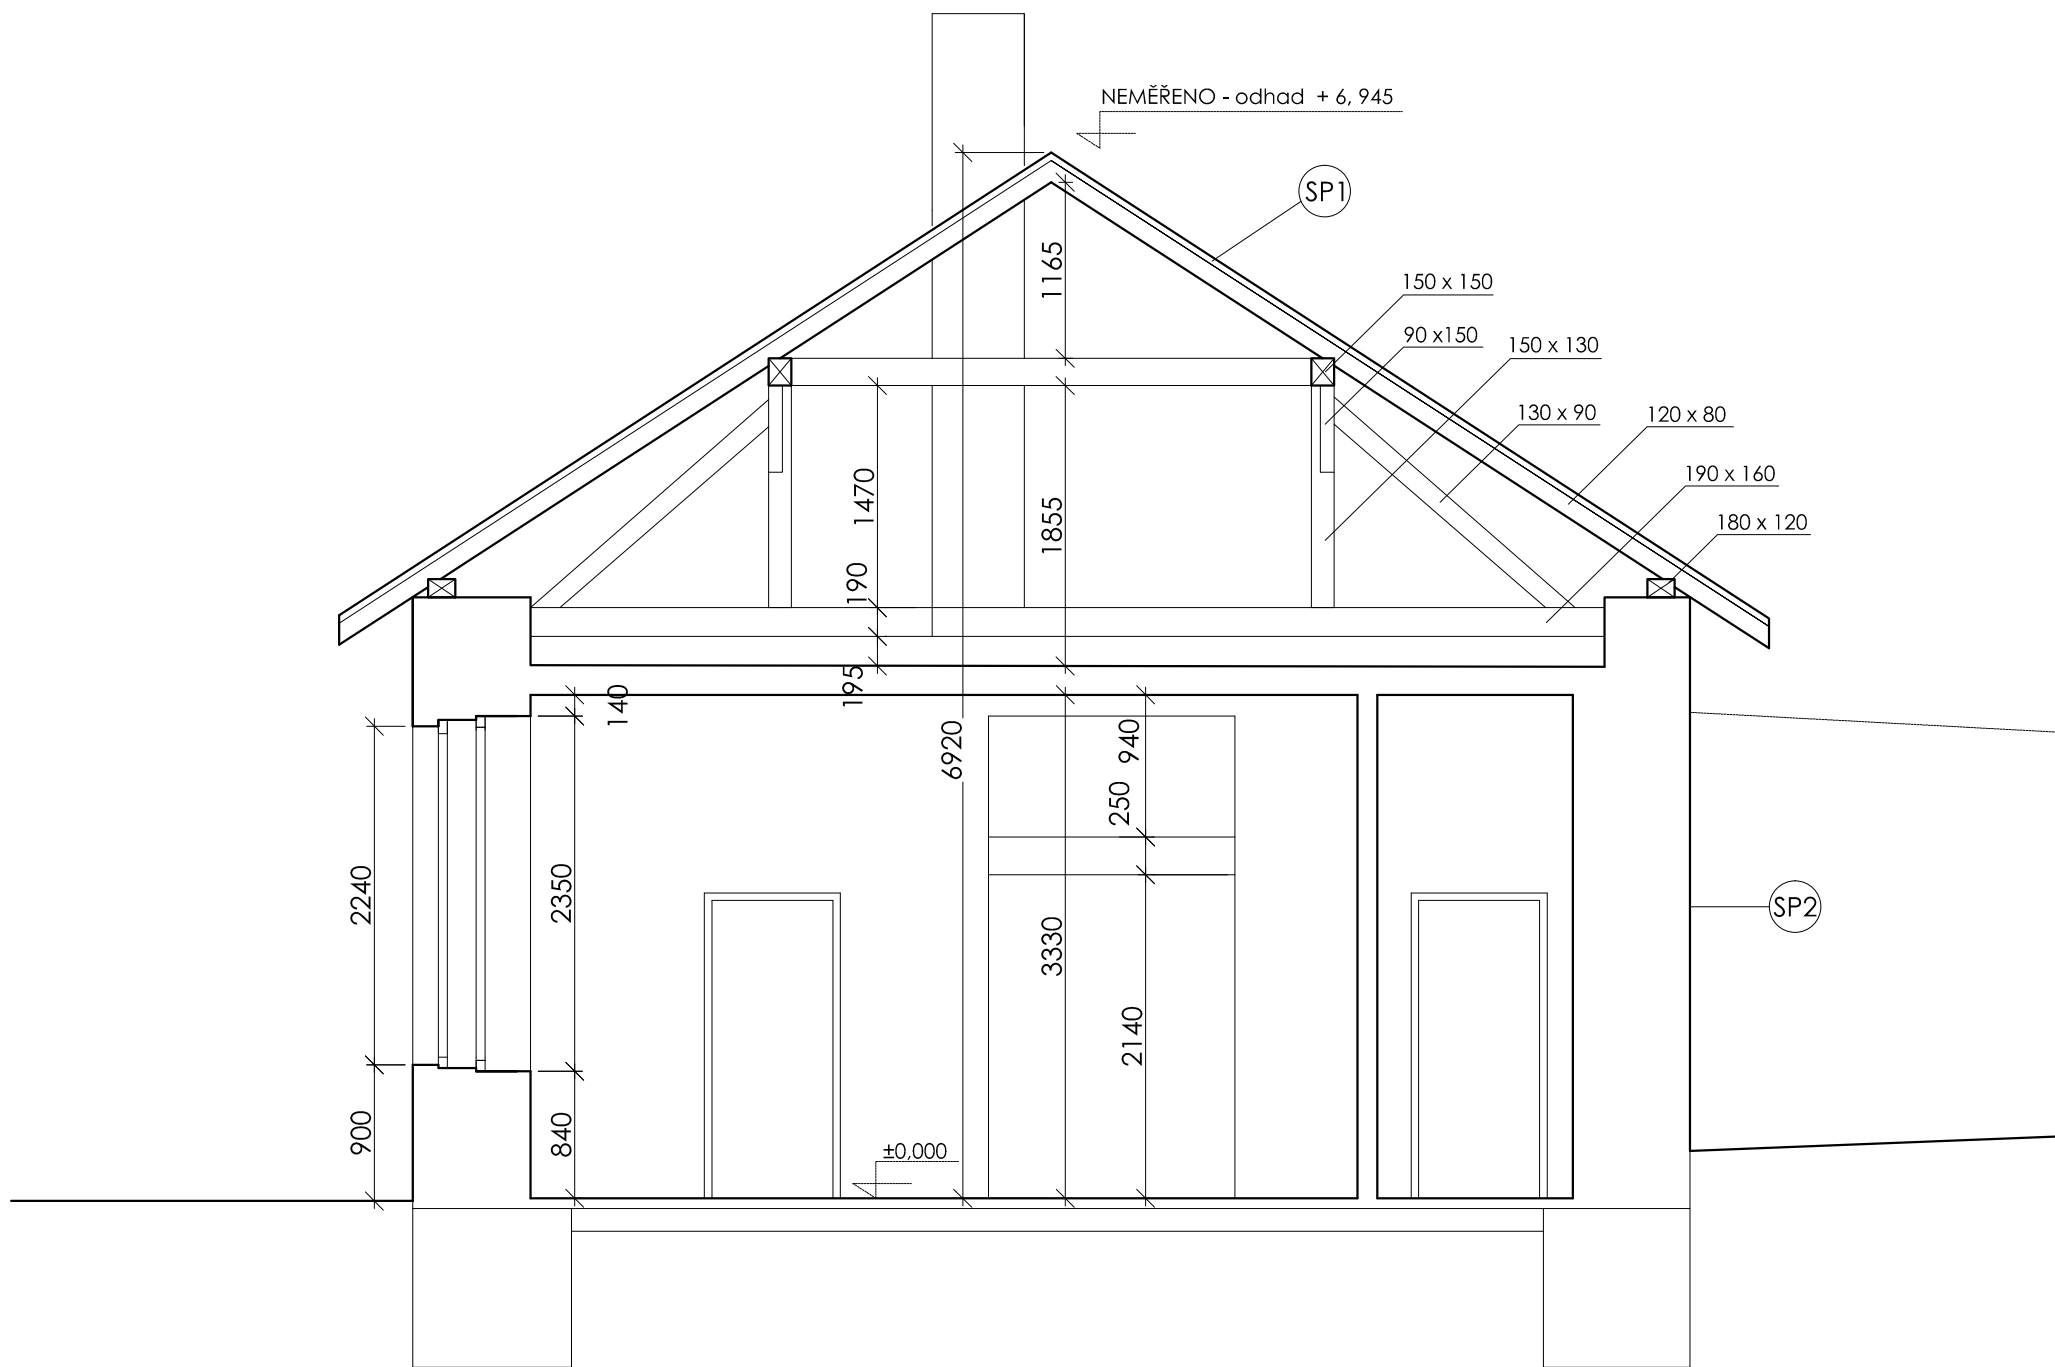 NEMĚŘENO - odhad + 6, 945
SP1
1165
150 x 150
90 x150
150 x 130
130 x 90
120 x 80
190 x 160
180 x 120
1470
1855
190
195
140
6920
940
250
2240
2350
3330
SP2
2140
900
840
±0,000